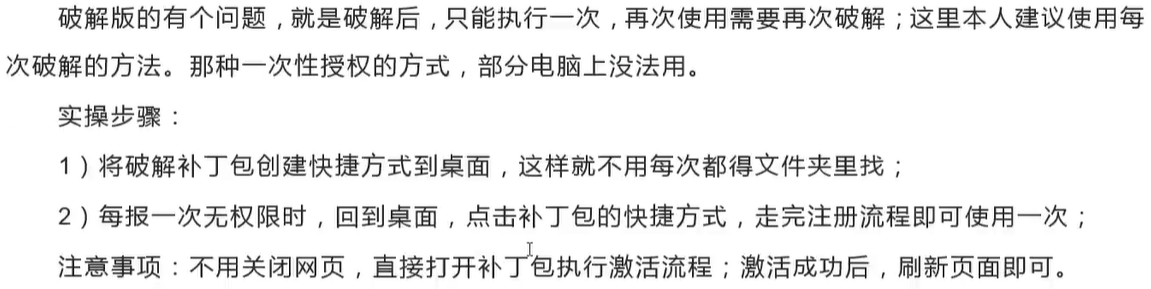 破解版的有个问题，就是破解后，只能执行一次，再次使用需要再次破解；这里本人建议使用每
次破解的方法。那种一次性授权的方式，部分电脑上没法用。
实操步骤：
1）将破解补丁包创建快捷方式到桌面，这样就不用每次都得文件夹里找；
2）每报一次无权限时，回到桌面，点击补丁包的快捷方式，走完注册流程即可使用一次；
注意事项：不用关闭网页，直接打开补丁包执行激活流程；激活成功后，刷新页面即可。